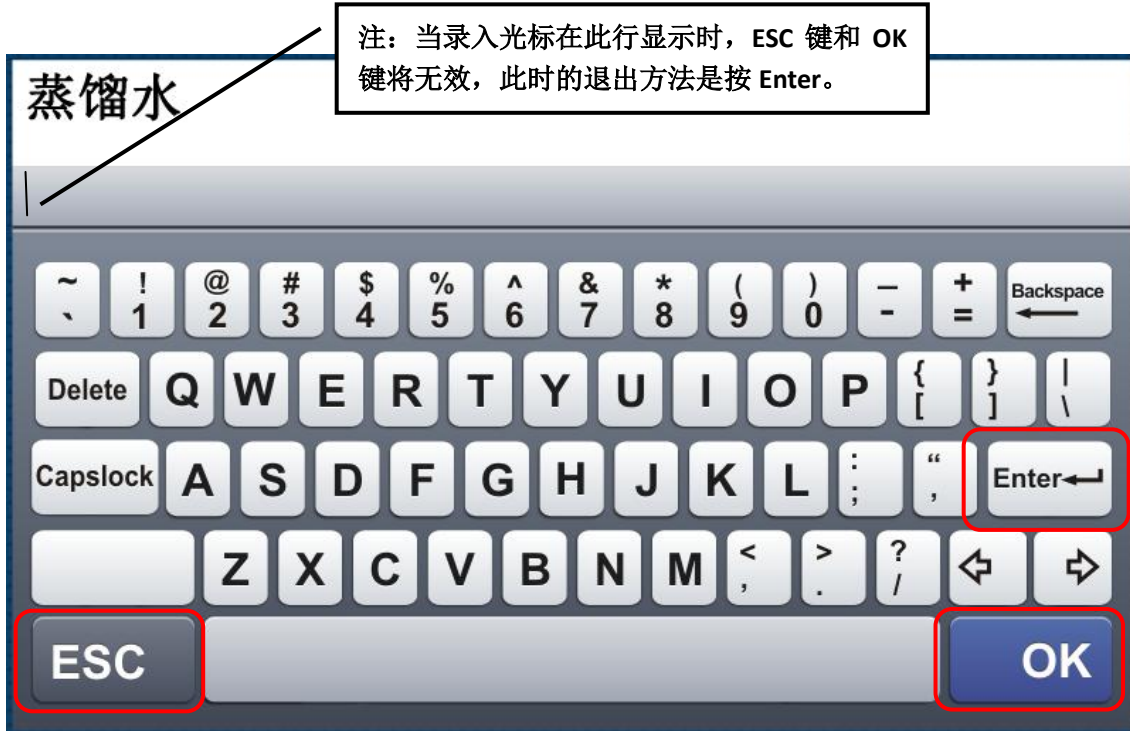 注：当录入光标在此行显示时，ESC 键和 OK
键将无效，此时的退出方法是按 Enter。
蒸馏水
~ ! @ # $ % ^ & * ( ) — +
` 1 2 3 4 5 6 7 8 9 0 - = Backspace
Delete Q W E R T Y U I O P { [ } ] | \
Capslock A S D F G H J K L : ; “ , Enter
Z X C V B N M < , > . ? /
ESC OK